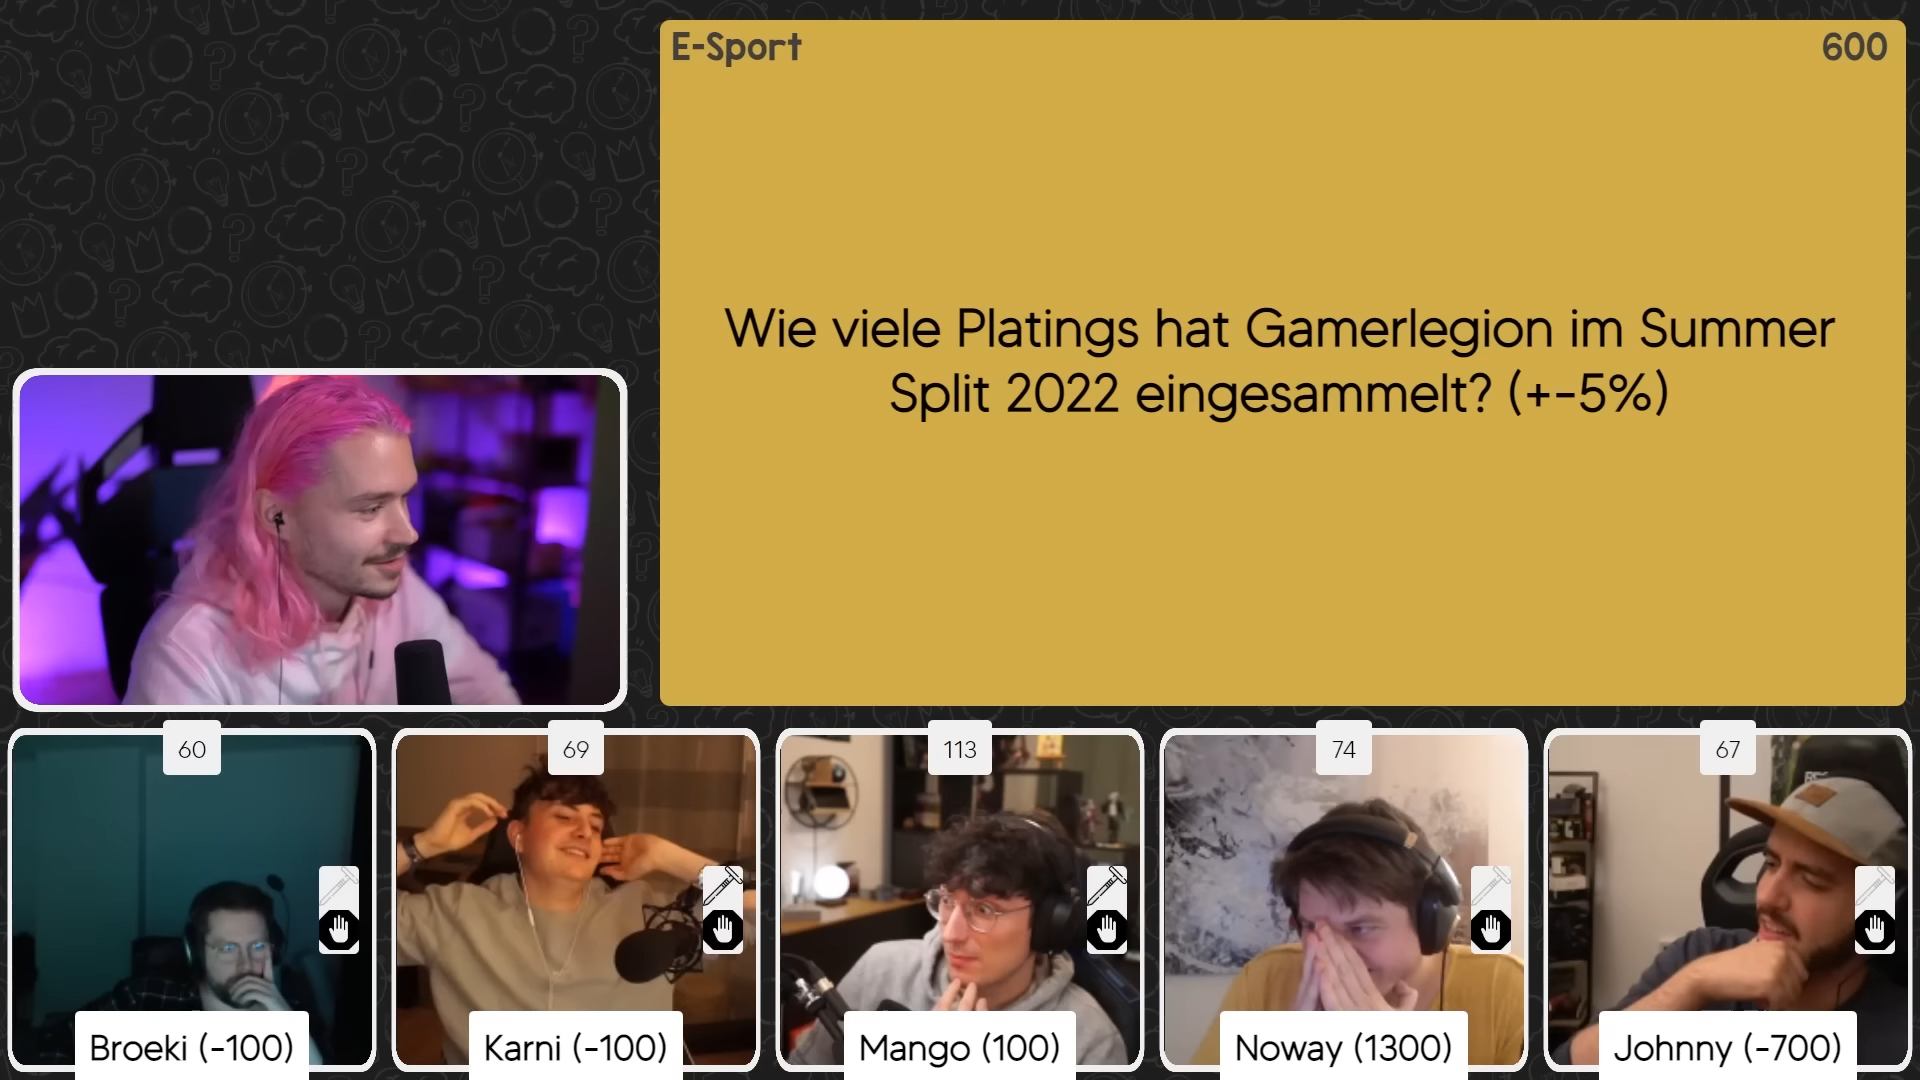 E-Sport
600
Wie viele Platings hat Gamerlegion im Summer
Split 2022 eingesammelt? (+-5%)
60
69
113
74
67
Broeki (-100)
Karni (-100)
Mango (100)
Noway (1300)
Johnny (-700)